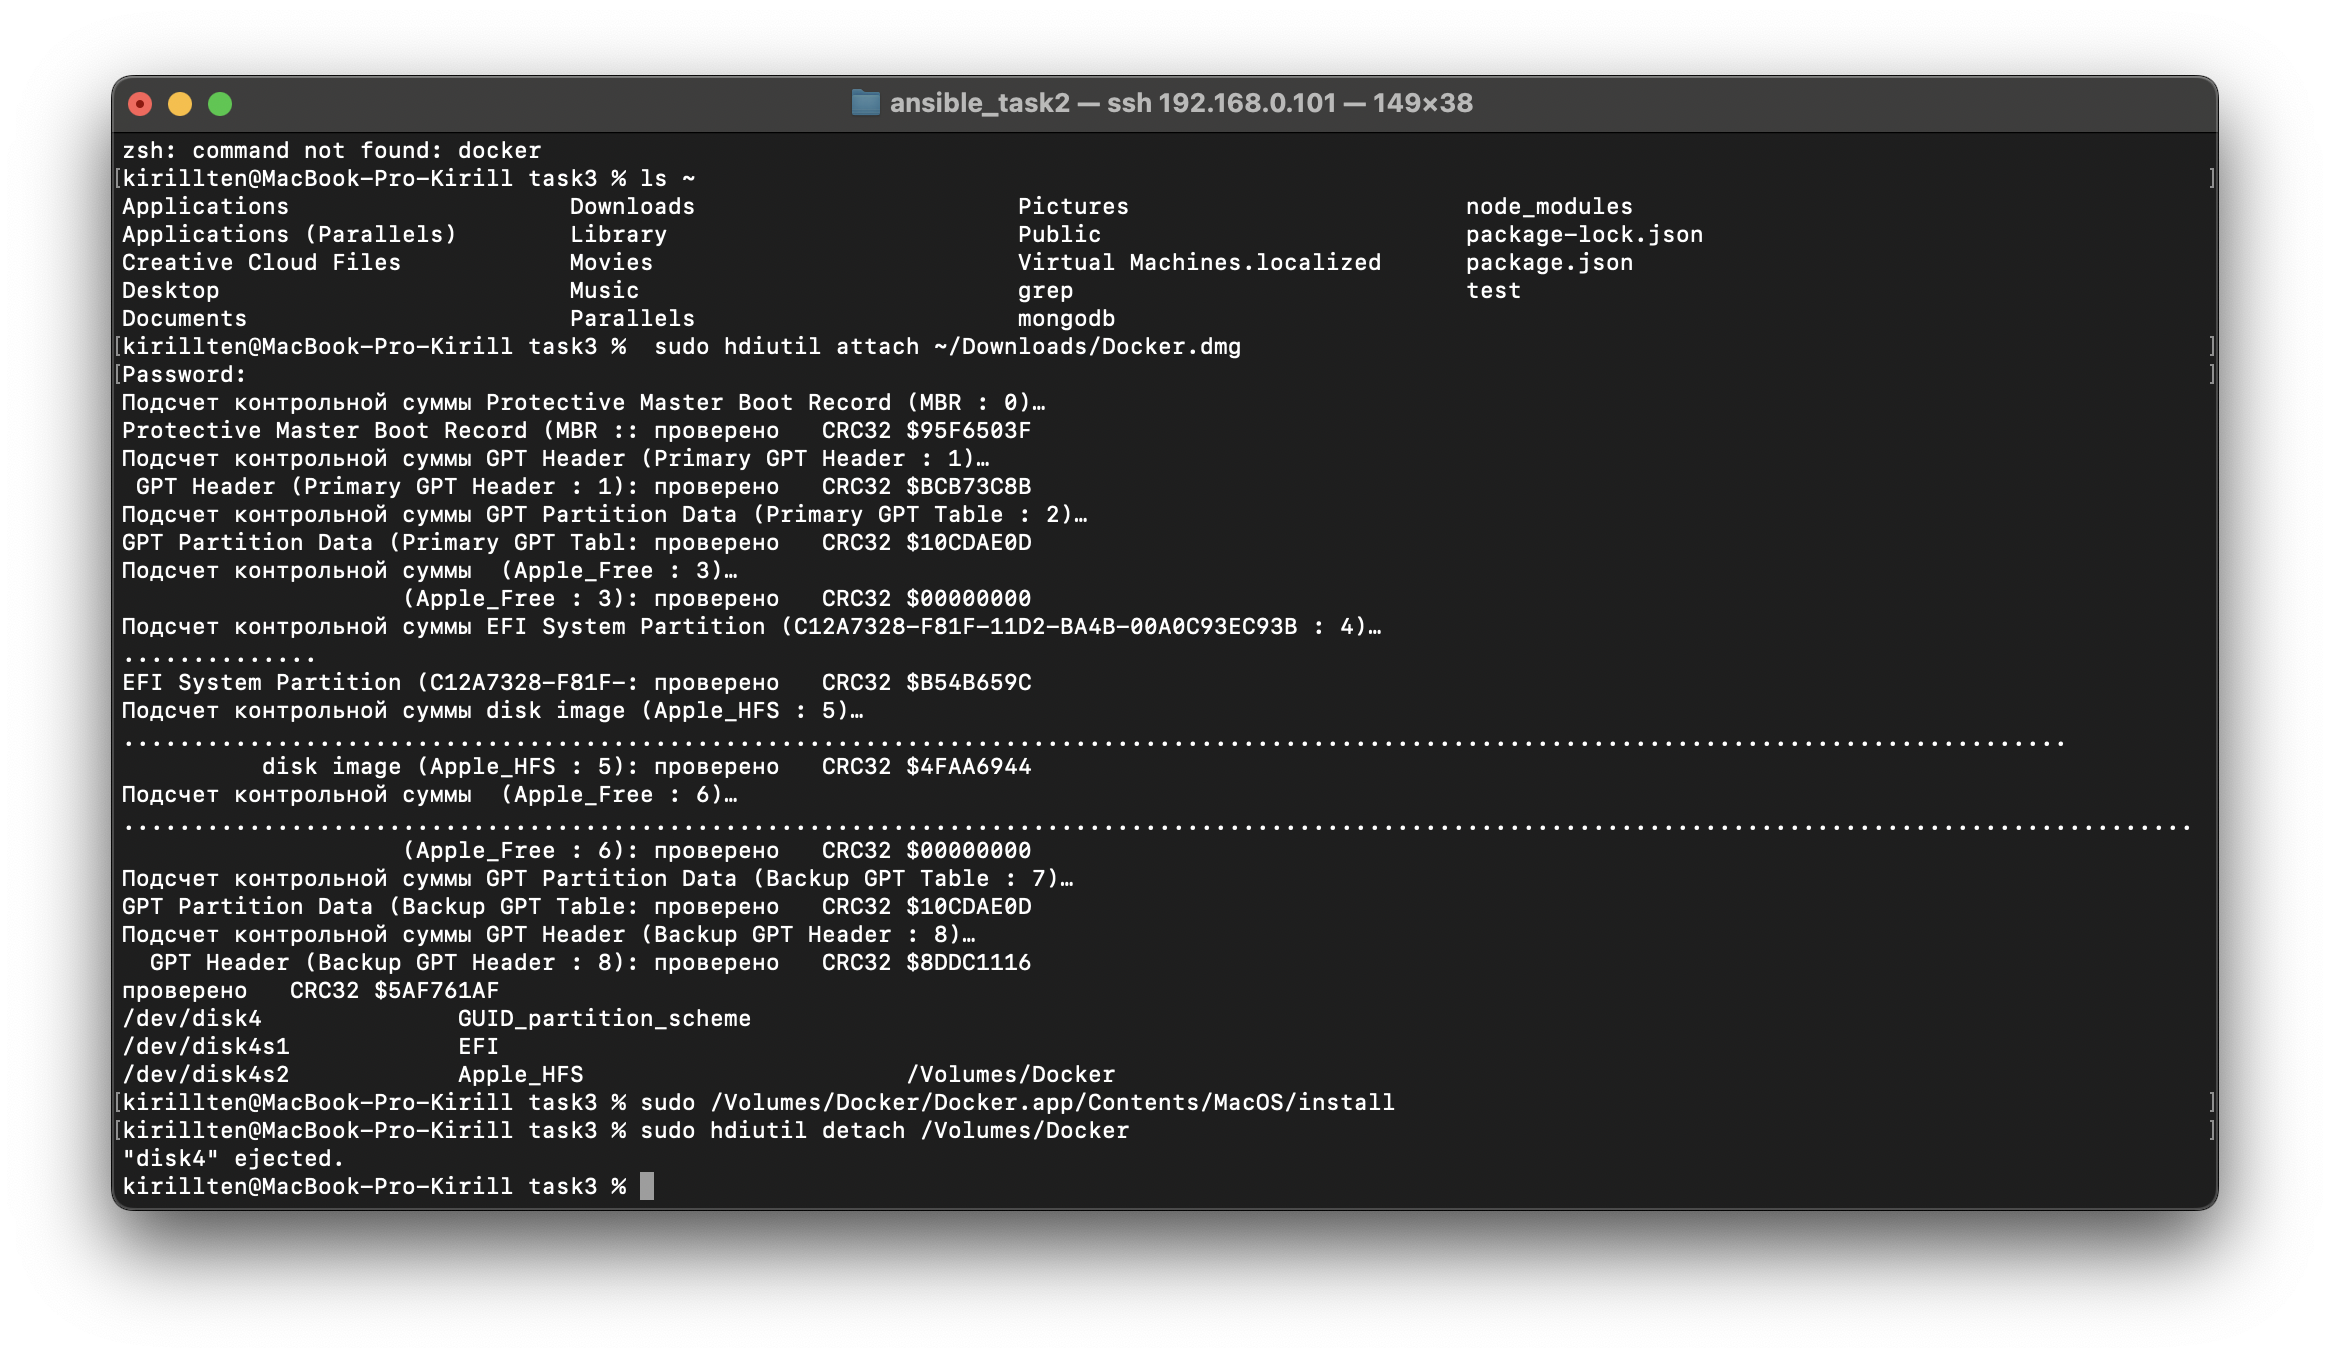 ansible_task2 — ssh 192.168.0.101 — 149×38
zsh: command not found: docker
[kirillten@MacBook-Pro-Kirill task3 % ls ~ ]
Applications Downloads Pictures node_modules
Applications (Parallels) Library Public package-lock.json
Creative Cloud Files Movies Virtual Machines.localized package.json
Desktop Music grep test
Documents Parallels mongodb
[kirillten@MacBook-Pro-Kirill task3 %  sudo hdiutil attach ~/Downloads/Docker.dmg ]
[Password: ]
Подсчет контрольной суммы Protective Master Boot Record (MBR : 0)…
Protective Master Boot Record (MBR :: проверено   CRC32 $95F6503F
Подсчет контрольной суммы GPT Header (Primary GPT Header : 1)…
 GPT Header (Primary GPT Header : 1): проверено   CRC32 $BCB73C8B
Подсчет контрольной суммы GPT Partition Data (Primary GPT Table : 2)…
GPT Partition Data (Primary GPT Tabl: проверено   CRC32 $10CDAE0D
Подсчет контрольной суммы  (Apple_Free : 3)…
                    (Apple_Free : 3): проверено   CRC32 $00000000
Подсчет контрольной суммы EFI System Partition (C12A7328-F81F-11D2-BA4B-00A0C93EC93B : 4)…
..............
EFI System Partition (C12A7328-F81F-: проверено   CRC32 $B54B659C
Подсчет контрольной суммы disk image (Apple_HFS : 5)…
...........................................................................................................................................
          disk image (Apple_HFS : 5): проверено   CRC32 $4FAA6944
Подсчет контрольной суммы  (Apple_Free : 6)…
....................................................................................................................................................
                    (Apple_Free : 6): проверено   CRC32 $00000000
Подсчет контрольной суммы GPT Partition Data (Backup GPT Table : 7)…
GPT Partition Data (Backup GPT Table: проверено   CRC32 $10CDAE0D
Подсчет контрольной суммы GPT Header (Backup GPT Header : 8)…
  GPT Header (Backup GPT Header : 8): проверено   CRC32 $8DDC1116
проверено   CRC32 $5AF761AF
/dev/disk4 GUID_partition_scheme
/dev/disk4s1 EFI
/dev/disk4s2 Apple_HFS /Volumes/Docker
[kirillten@MacBook-Pro-Kirill task3 % sudo /Volumes/Docker/Docker.app/Contents/MacOS/install ]
[kirillten@MacBook-Pro-Kirill task3 % sudo hdiutil detach /Volumes/Docker ]
"disk4" ejected.
kirillten@MacBook-Pro-Kirill task3 %